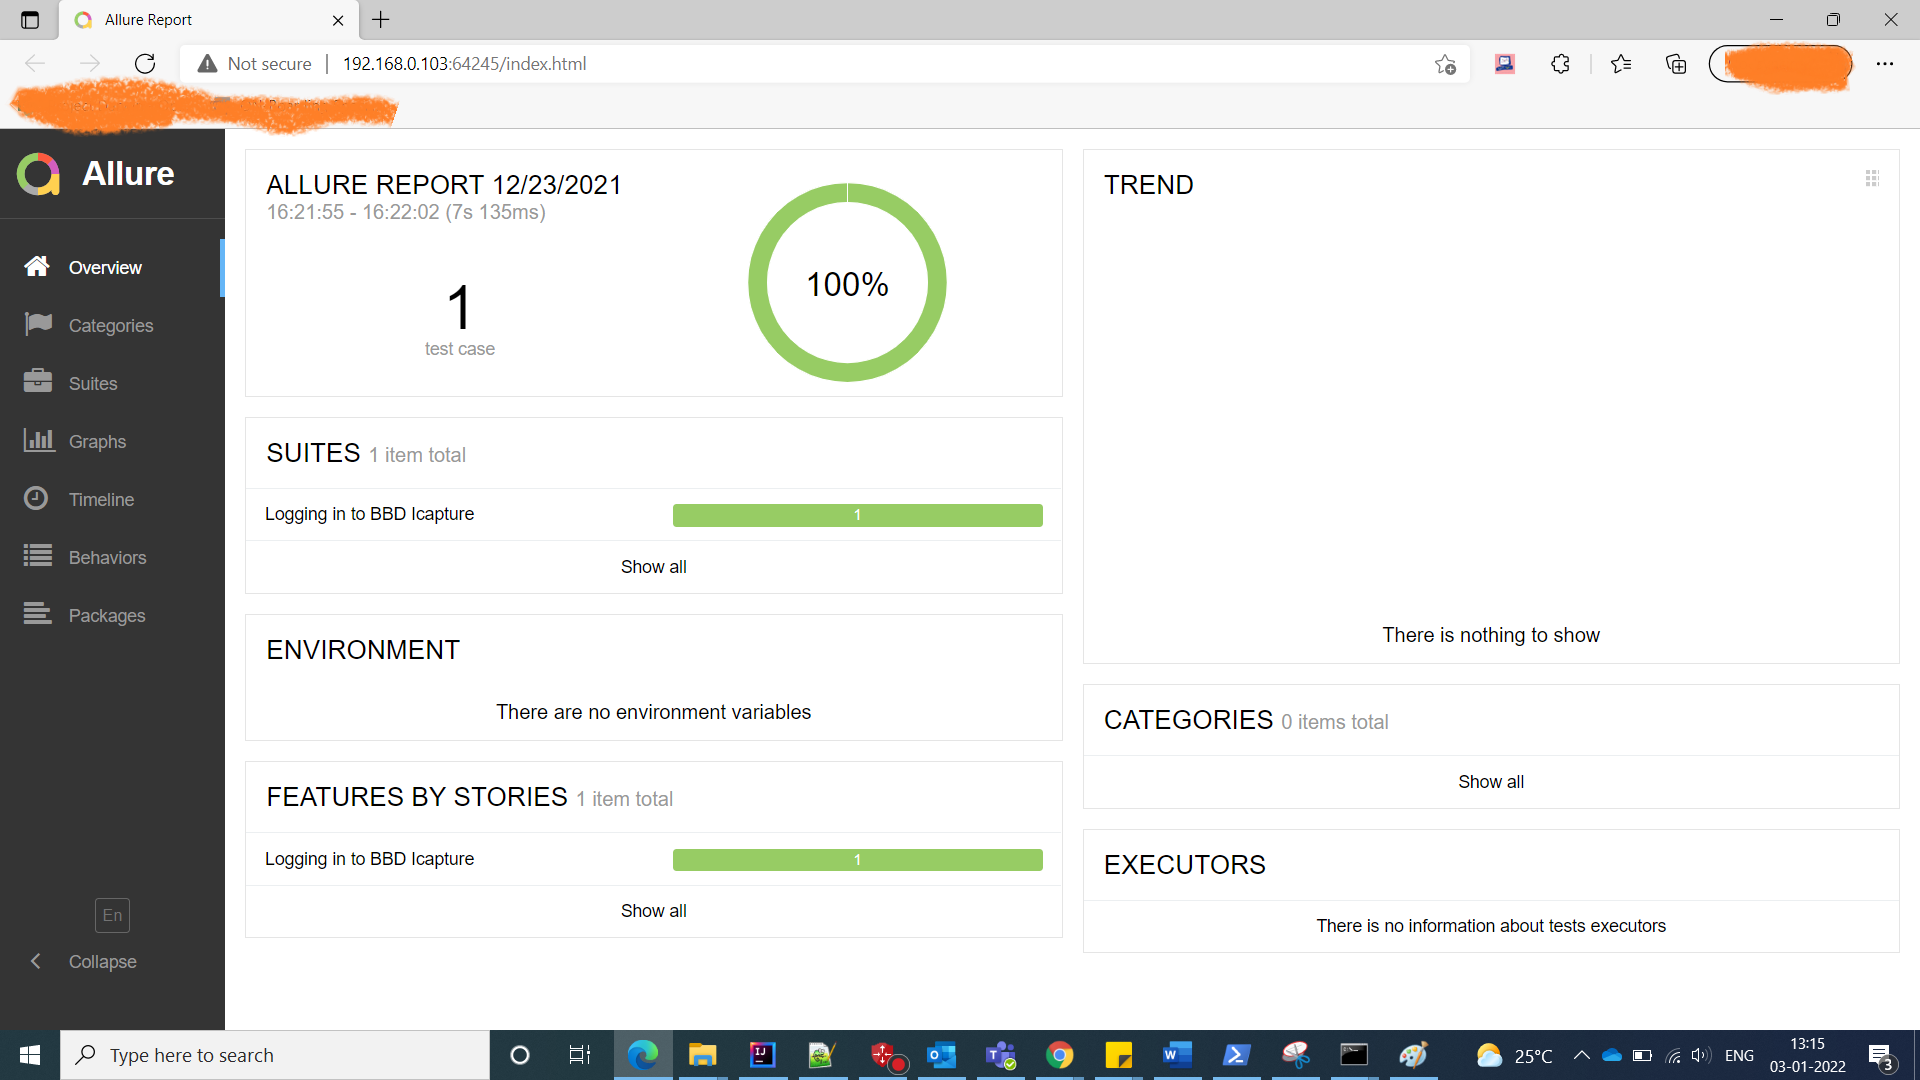 Allure Report
Not secure
192.168.0.103:64245/index.html
Allure
Overview
Categories
Suites
Graphs
Timeline
Behaviors
Packages
En
Collapse
ALLURE REPORT 12/23/2021
16:21:55 - 16:22:02 (7s 135ms)
1
test case
100%
SUITES 1 item total
Logging in to BBD Icapture 1
Show all
ENVIRONMENT
There are no environment variables
FEATURES BY STORIES 1 item total
Logging in to BBD Icapture 1
Show all
TREND
There is nothing to show
CATEGORIES 0 items total
Show all
EXECUTORS
There is no information about tests executors
Type here to search
25°C
ENG
13:15
03-01-2022
3